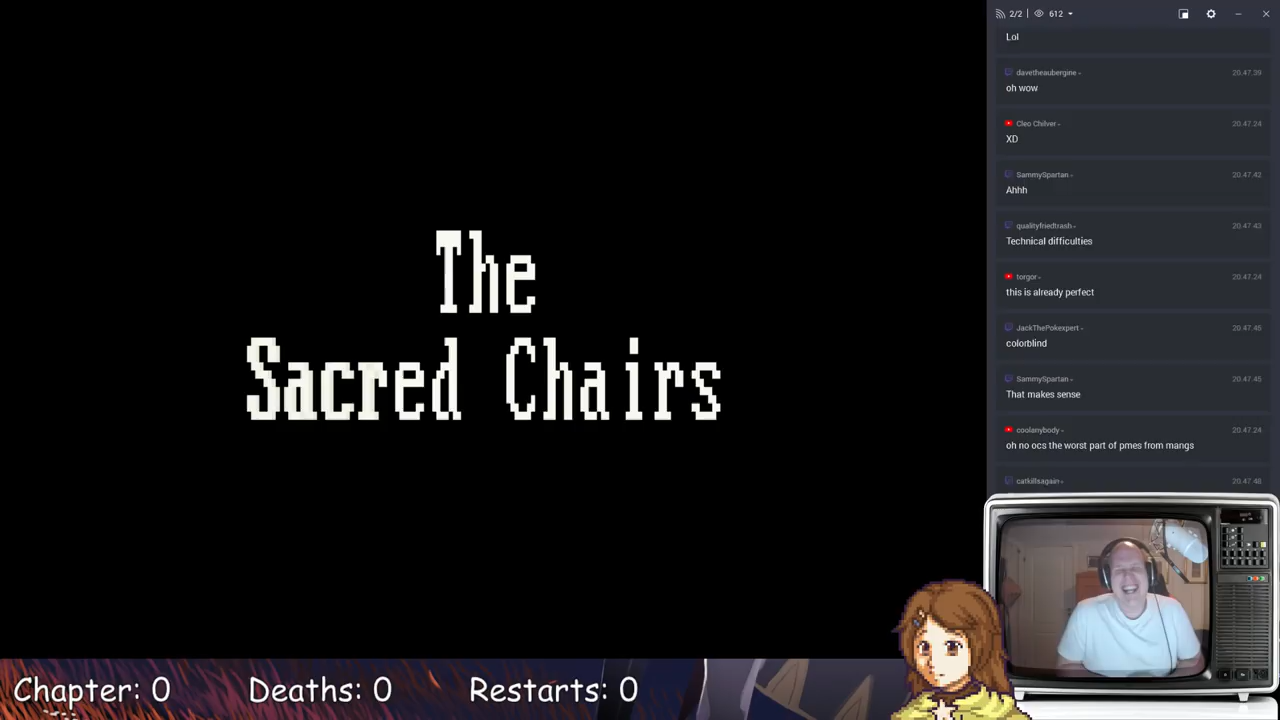 2/2 612
Lol
davetheaubergine 20.47.39
oh wow
Cleo Chilver 20.47.24
XD
SammySpartan 20.47.42
Ahhh
qualityfriedtrash 20.47.43
Technical difficulties
torgor 20.47.24
this is already perfect
JackThePokexpert 20.47.45
colorblind
SammySpartan 20.47.45
That makes sense
coolanybody 20.47.24
oh no ocs the worst part of pmes from mangs
catkillsagain 20.47.48
The
Sacred Chairs
Chapter: 0 Deaths: 0 Restarts: 0